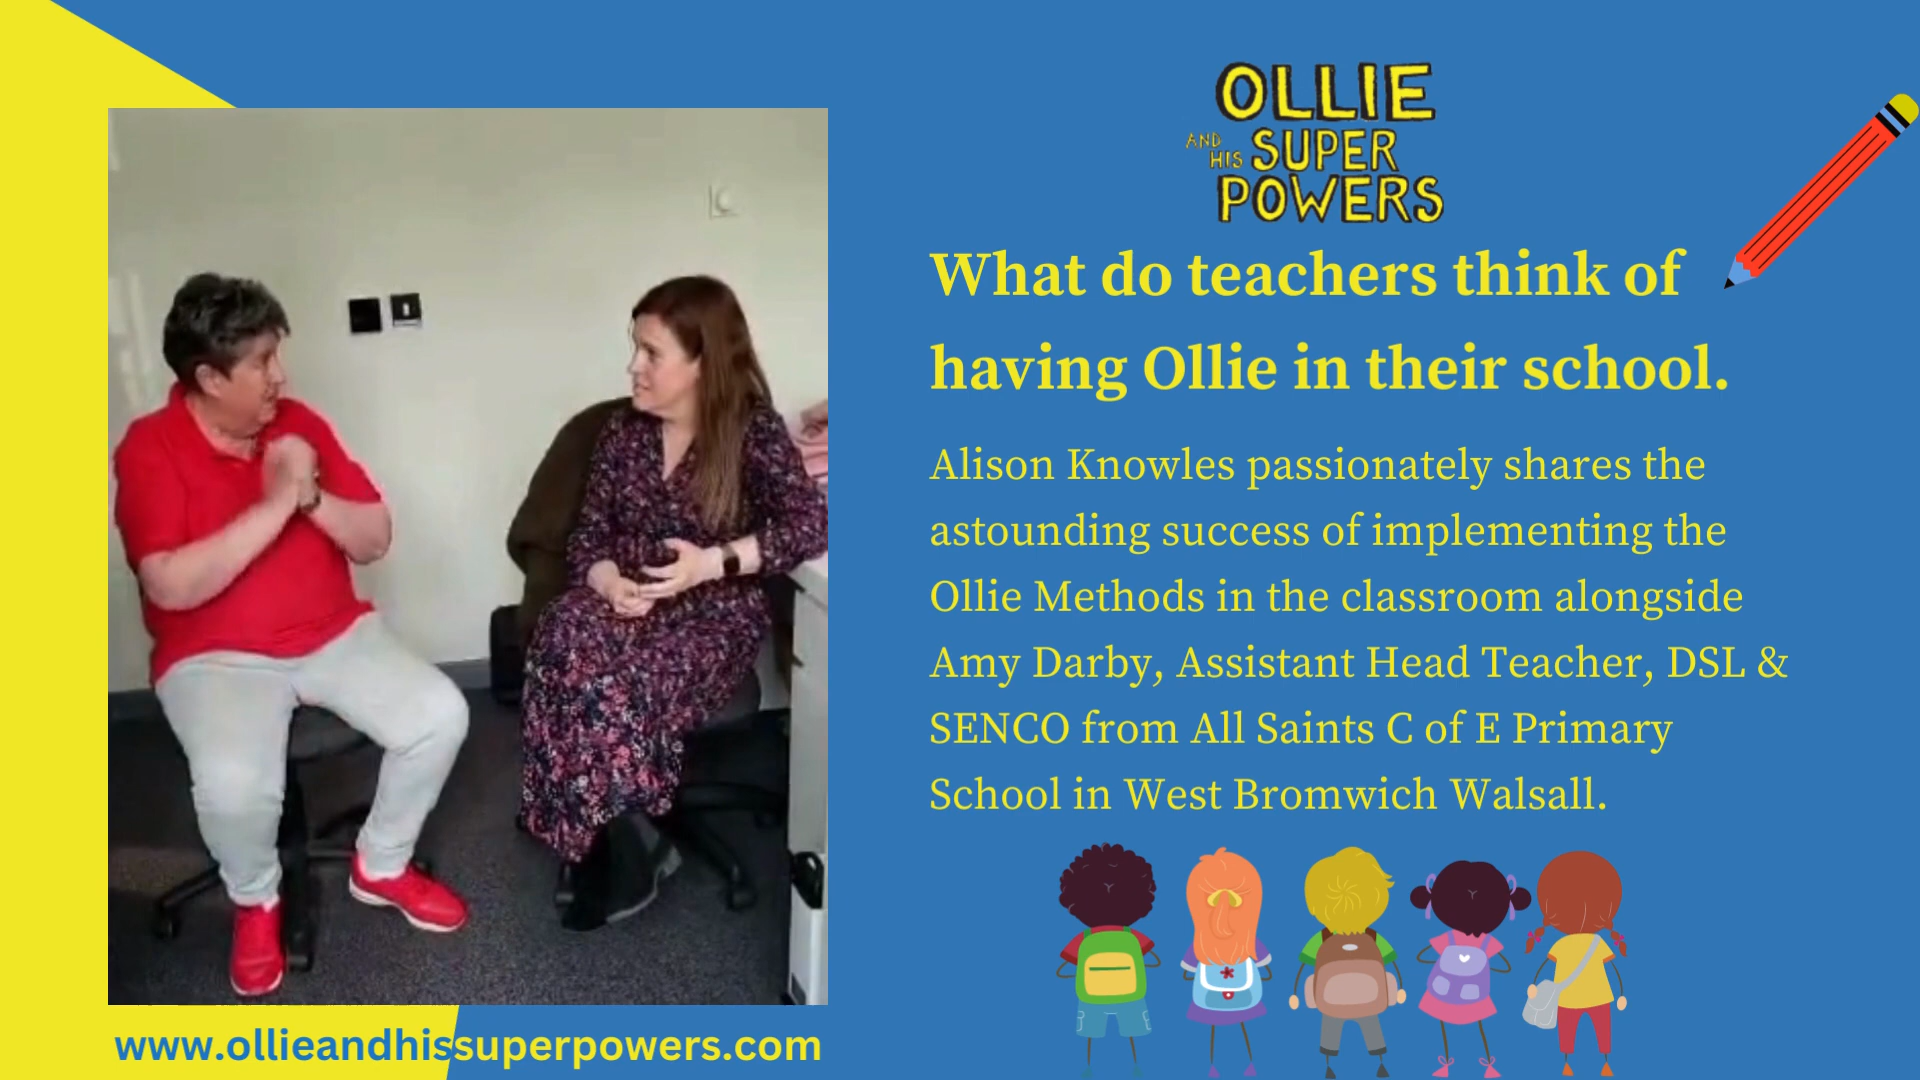 OLLIE
AND HIS SUPER
POWERS
What do teachers think of
having Ollie in their school.
Alison Knowles passionately shares the
astounding success of implementing the
Ollie Methods in the classroom alongside
Amy Darby, Assistant Head Teacher, DSL &
SENCO from All Saints C of E Primary
School in West Bromwich Walsall.
www.ollieandhissuperpowers.com